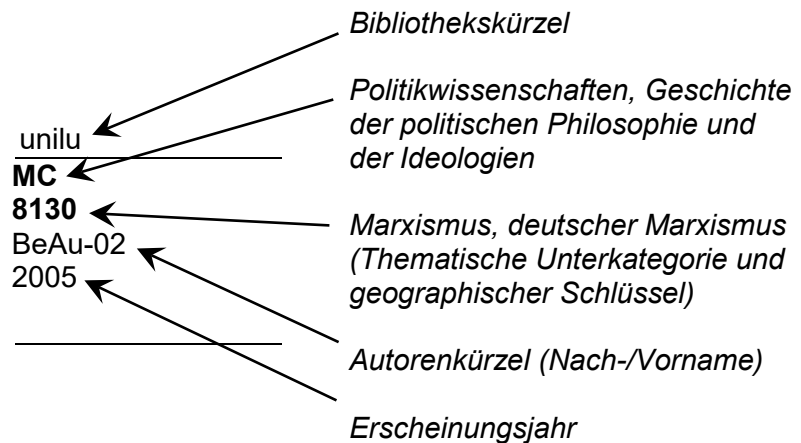 Bibliothekskürzel
Politikwissenschaften, Geschichte
der politischen Philosophie und
der Ideologien
unilu
MC
8130
BeAu-02
2005
Marxismus, deutscher Marxismus
(Thematische Unterkategorie und
geographischer Schlüssel)
Autorenkürzel (Nach-/Vorname)
Erscheinungsjahr